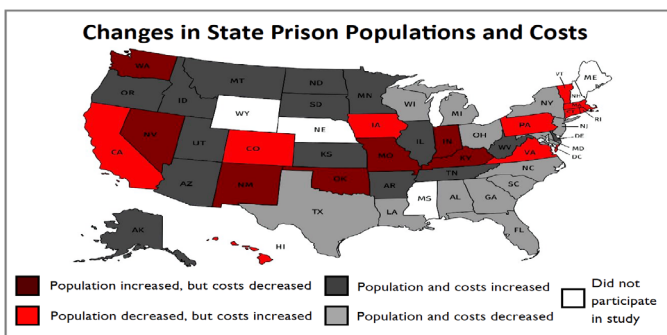 Changes in State Prison Populations and Costs
WA
OR
ID
MT
ND
SD
MN
WY
NE
IA
WI
MI
NY
VT
NH
ME
RI
NJ
DE
MD
DC
PA
OH
IN
IL
WV
VA
KY
NC
TN
SC
MO
KS
CO
UT
NV
CA
AZ
NM
OK
AR
TX
LA
MS
AL
GA
FL
AK
HI
Population increased, but costs decreased
Population and costs increased
Population decreased, but costs increased
Population and costs decreased
Did not
participate
in study